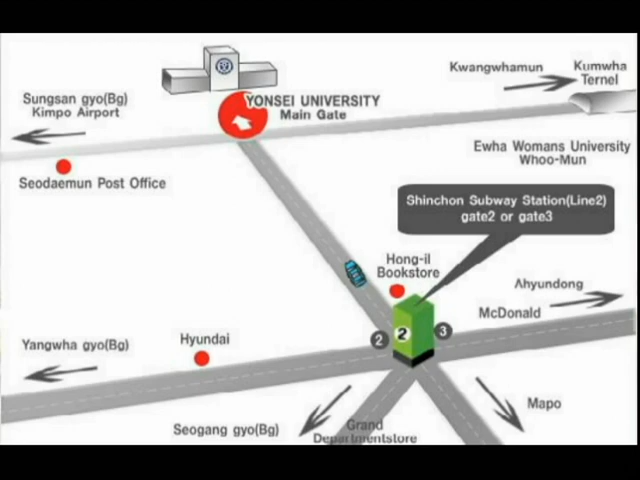 Kwangwhamun
Kumwha
Ternel
Sungsan gyo(Bg)
Kimpo Airport
YONSEI UNIVERSITY
Main Gate
Ewha Womans University
Whoo-Mun
Seodaemun Post Office
Shinchon Subway Station(Line2)
gate2 or gate3
Hong-il
Bookstore
Ahyundong
McDonald
2
2
3
Yangwha gyo(Bg)
Hyundai
Mapo
Seogang gyo(Bg)
Grand
Departmentstore